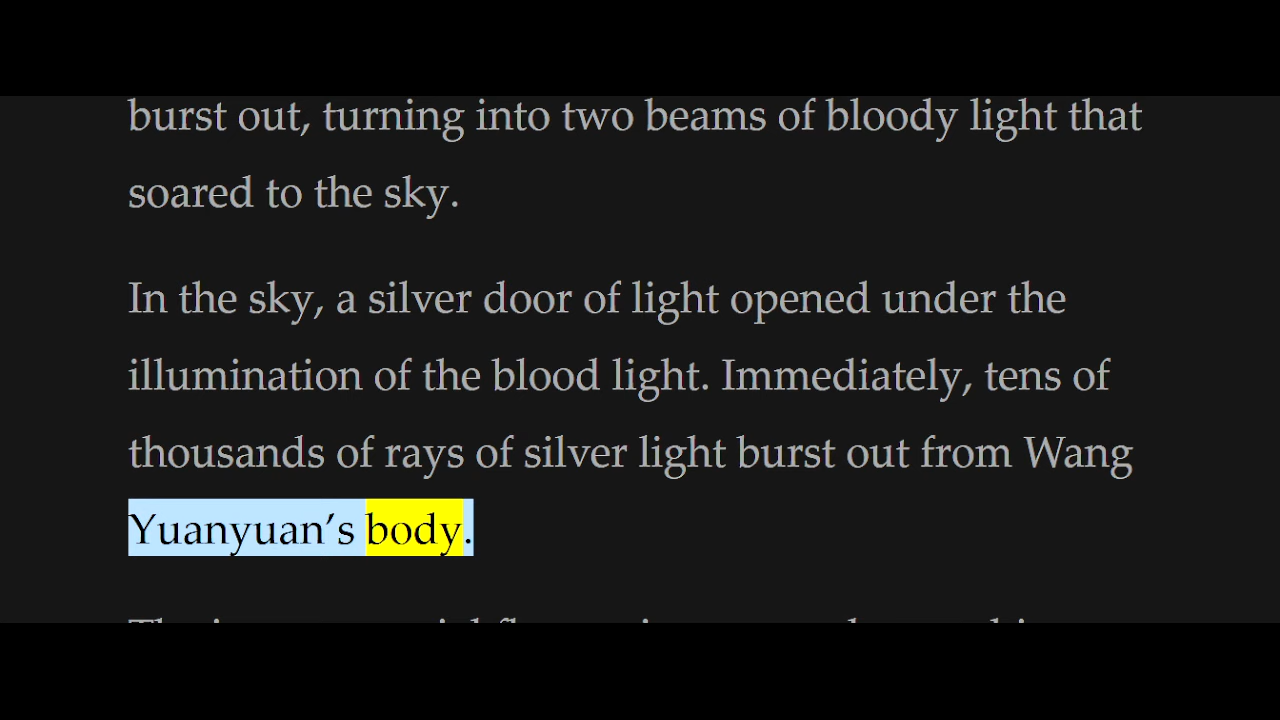 burst out, turning into two beams of bloody light that
soared to the sky.
In the sky, a silver door of light opened under the
illumination of the blood light. Immediately, tens of
thousands of rays of silver light burst out from Wang
Yuanyuan’s body.